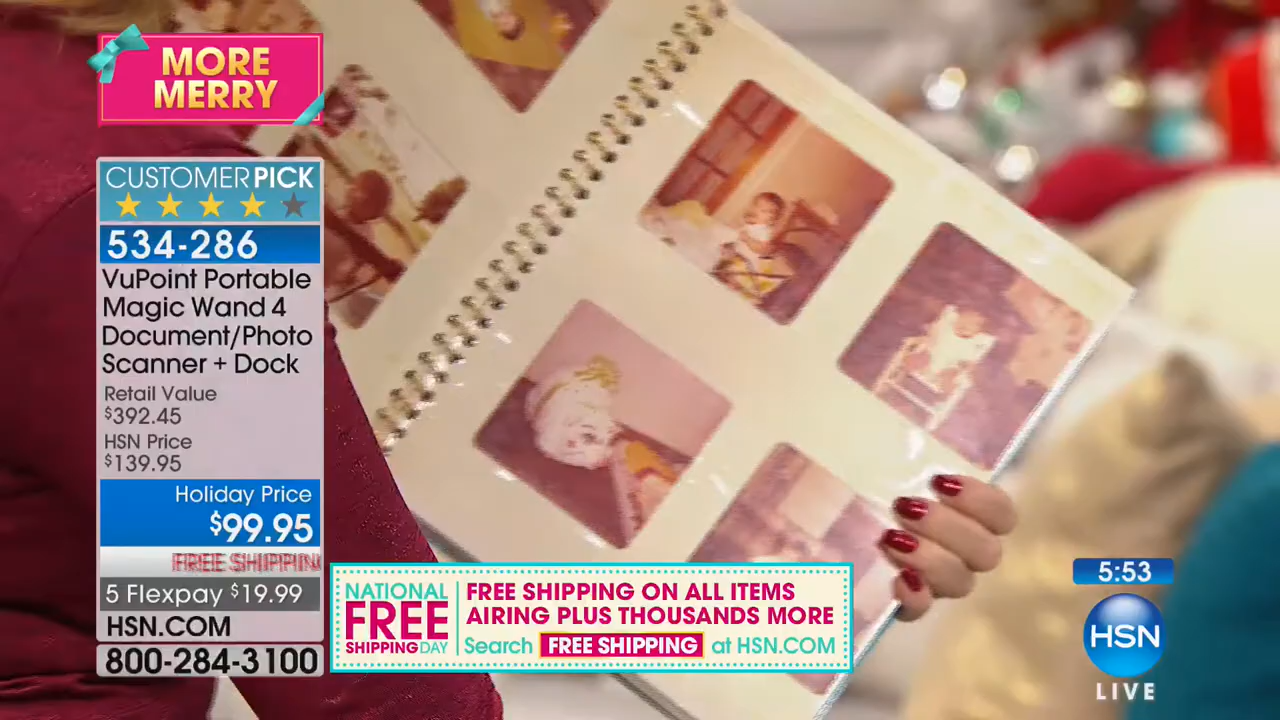 MORE
MERRY
CUSTOMER PICK
534-286
VuPoint Portable
Magic Wand 4
Document/Photo
Scanner + Dock
Retail Value
$392.45
HSN Price
$139.95
Holiday Price
$99.95
FREE SHIPPIN
5 Flexpay $19.99
HSN.COM
800-284-3100
NATIONAL
FREE
SHIPPING DAY
FREE SHIPPING ON ALL ITEMS
AIRING PLUS THOUSANDS MORE
Search FREE SHIPPING at HSN.COM
5:53
HSN
LIVE